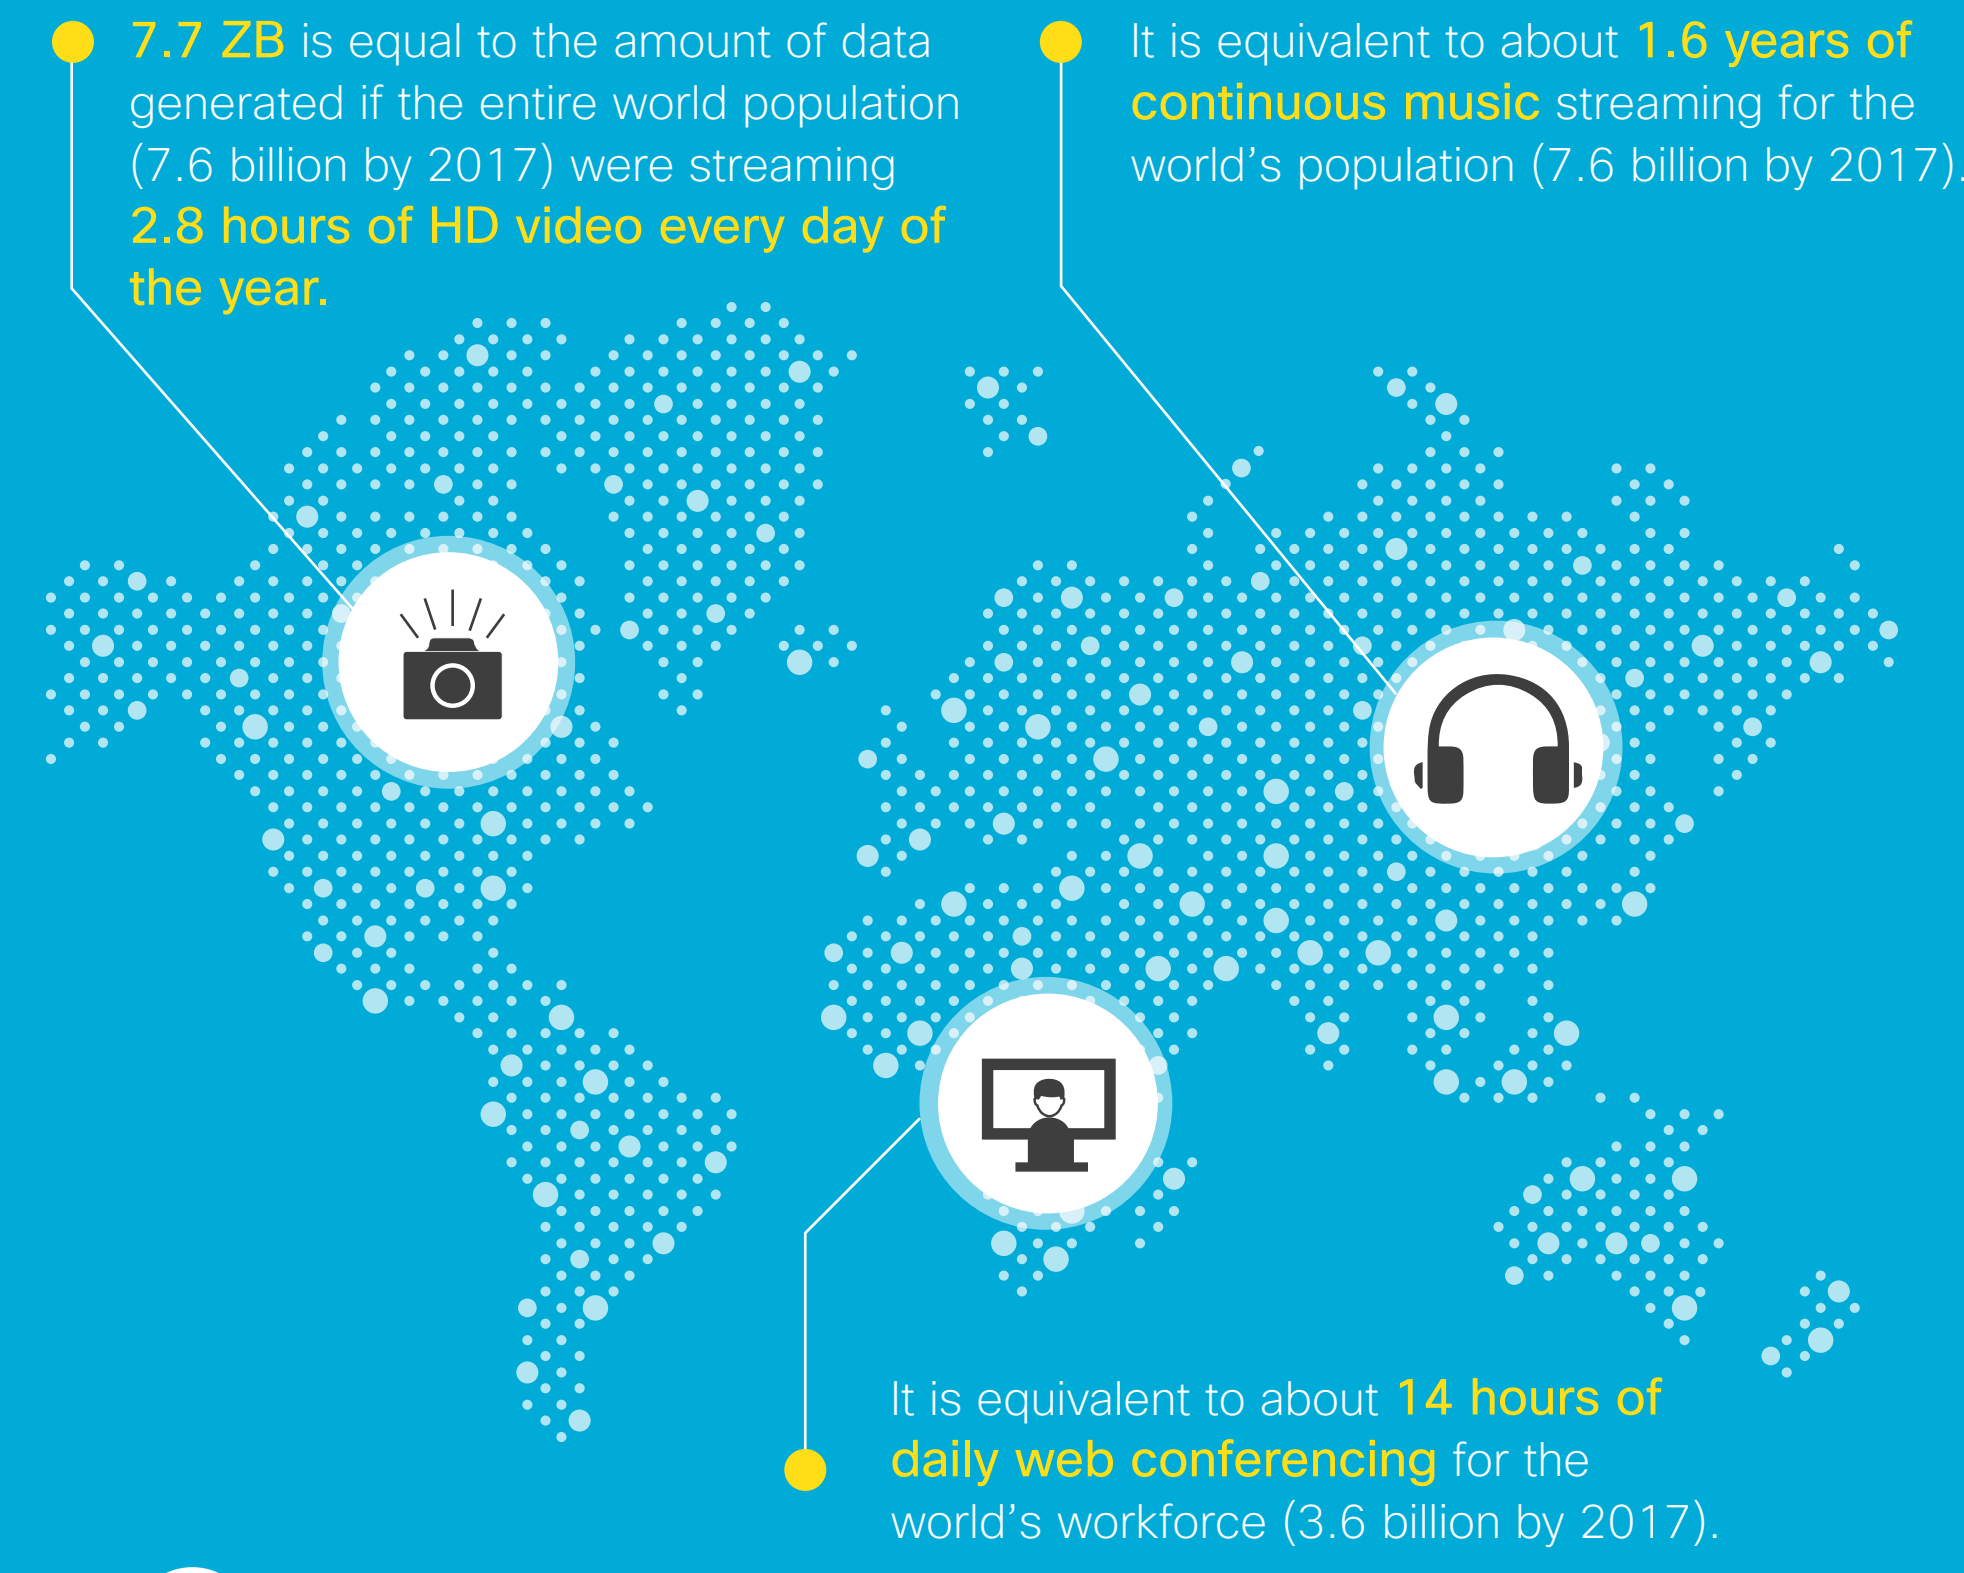 7.7 ZB is equal to the amount of data
generated if the entire world population
(7.6 billion by 2017) were streaming
2.8 hours of HD video every day of
the year.
It is equivalent to about 1.6 years of
continuous music streaming for the
world's population (7.6 billion by 2017).
It is equivalent to about 14 hours of
daily web conferencing for the
world's workforce (3.6 billion by 2017).